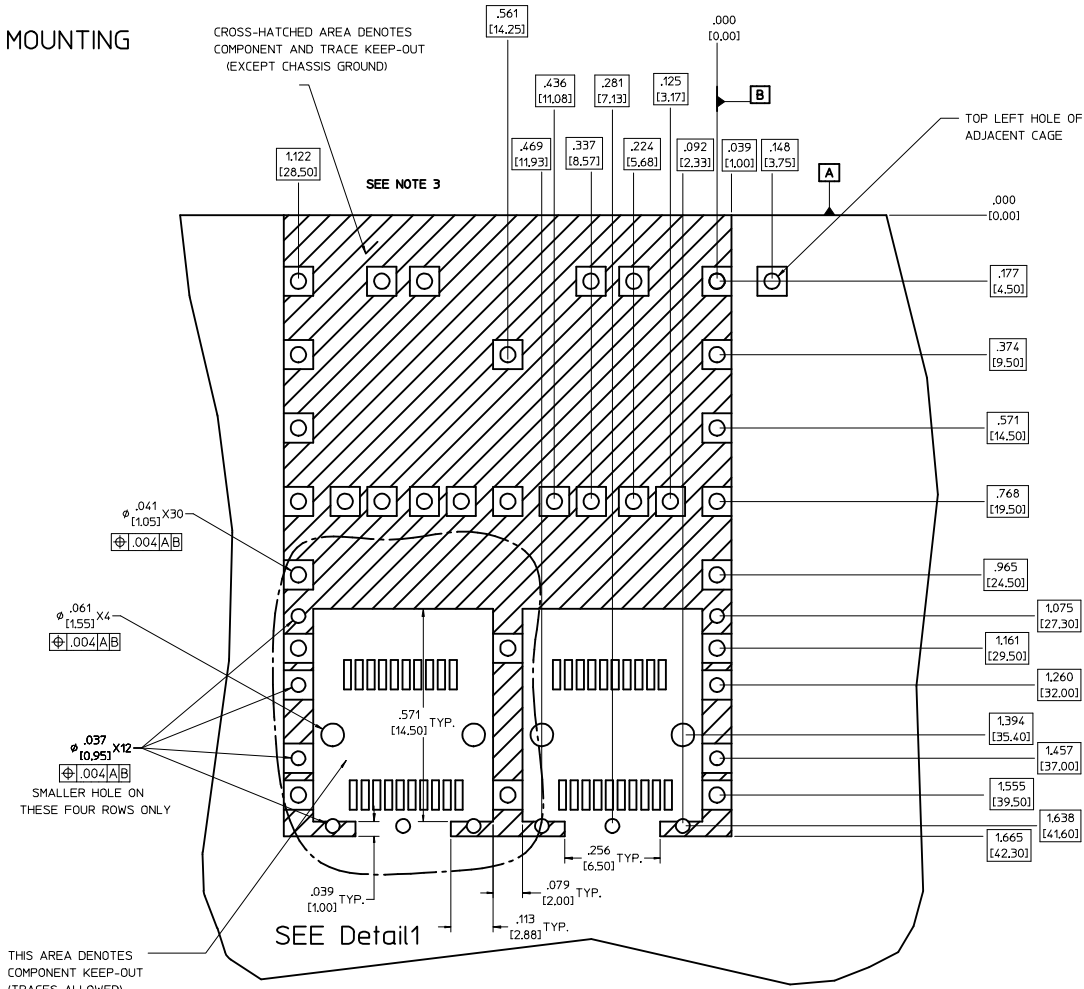 MOUNTING
CROSS-HATCHED AREA DENOTES
COMPONENT AND TRACE KEEP-OUT
(EXCEPT CHASSIS GROUND)
.561
[14.25]
.000
[0.00]
.436
[11.08]
.281
[7.13]
.125
[3.17]
B
TOP LEFT HOLE OF
ADJACENT CAGE
1.122
[28.50]
SEE NOTE 3
.469
[11.93]
.337
[8.57]
.224
[5.68]
.092
[2.33]
.039
[1.00]
.148
[3.75]
A
.000
[0.00]
.177
[4.50]
.374
[9.50]
.571
[14.50]
.768
[19.50]
⌀ .041 X30
[1.05]
⌖ .004 A B
.965
[24.50]
⌀ .061 X4
[1.55]
⌖ .004 A B
1.075
[27.30]
1.161
[29.50]
1.260
[32.00]
.571 TYP.
[14.50]
1.394
[35.40]
⌀ .037 X12
[0.95]
⌖ .004 A B
SMALLER HOLE ON
THESE FOUR ROWS ONLY
1.457
[37.00]
1.555
[39.50]
1.638
[41.60]
1.665
[42.30]
.256 TYP.
[6.50]
.039 TYP.
[1.00]
.079 TYP.
[2.00]
.113 TYP.
[2.88]
SEE Detail1
THIS AREA DENOTES
COMPONENT KEEP-OUT
(TRACES ALLOWED)